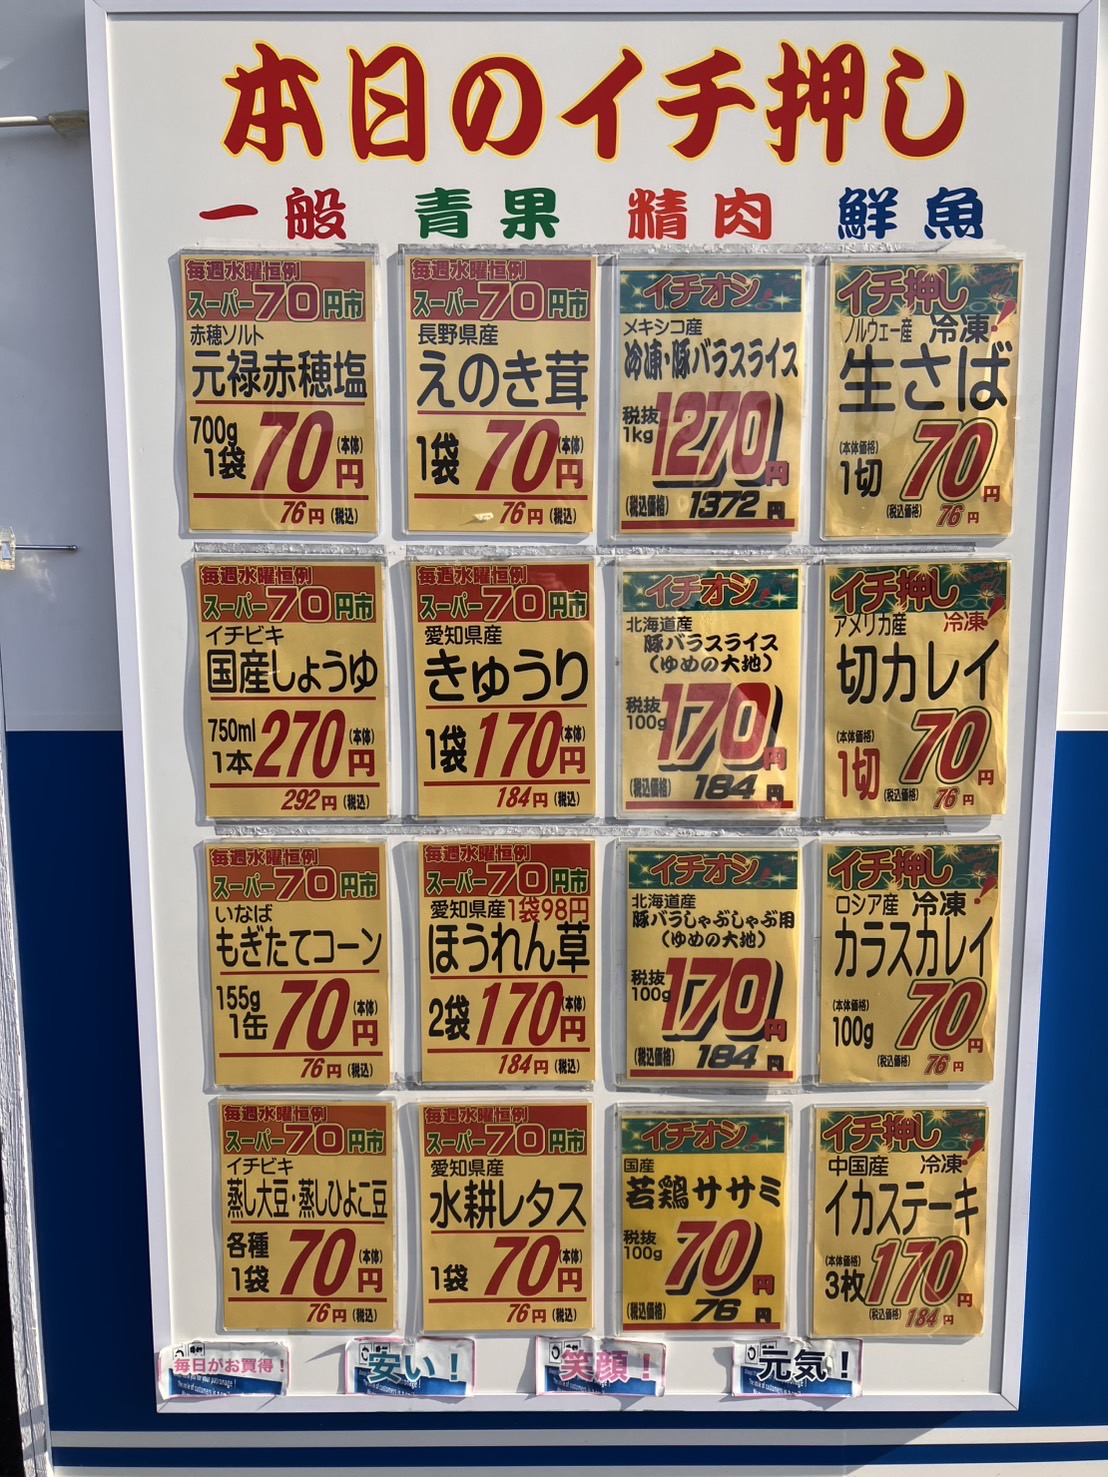 本日のイチ押し
一般
青果
精肉
鮮魚
毎週水曜恒例
スーパー70円市
赤穂ソルト
元禄赤穂塩
700g
1袋
70円
(本体)
76円(税込)
毎週水曜恒例
スーパー70円市
長野県産
えのき茸
1袋
70円
(本体)
76円(税込)
イチオシ!
メキシコ産
冷凍・豚バラスライス
税抜
1kg
1270円
(税込価格) 1372円
イチ押し!
ノルウェー産 冷凍
生さば
(本体価格)
1切
70円
(税込価格) 76円
毎週水曜恒例
スーパー70円市
イチビキ
国産しょうゆ
750ml
1本
270円
(本体)
292円(税込)
毎週水曜恒例
スーパー70円市
愛知県産
きゅうり
1袋
170円
(本体)
184円(税込)
イチオシ!
北海道産
豚バラスライス
(ゆめの大地)
税抜
100g
170円
(税込価格) 184円
イチ押し!
アメリカ産 冷凍
切カレイ
(本体価格)
1切
70円
(税込価格) 76円
毎週水曜恒例
スーパー70円市
いなば
もぎたてコーン
155g
1缶
70円
(本体)
76円(税込)
毎週水曜恒例
スーパー70円市
愛知県産1袋98円
ほうれん草
2袋
170円
(本体)
184円(税込)
イチオシ!
北海道産
豚バラしゃぶしゃぶ用
(ゆめの大地)
税抜
100g
170円
(税込価格) 184円
イチ押し!
ロシア産 冷凍
カラスカレイ
(本体価格)
100g
70円
(税込価格) 76円
毎週水曜恒例
スーパー70円市
イチビキ
蒸し大豆・蒸しひよこ豆
各種
1袋
70円
(本体)
76円(税込)
毎週水曜恒例
スーパー70円市
愛知県産
水耕レタス
1袋
70円
(本体)
76円(税込)
イチオシ!
国産
若鶏ササミ
税抜
100g
70円
(税込価格) 76円
イチ押し!
中国産 冷凍
イカステーキ
(本体価格)
3枚
170円
(税込価格) 184円
毎日がお買得!
安い!
笑顔!
元気!